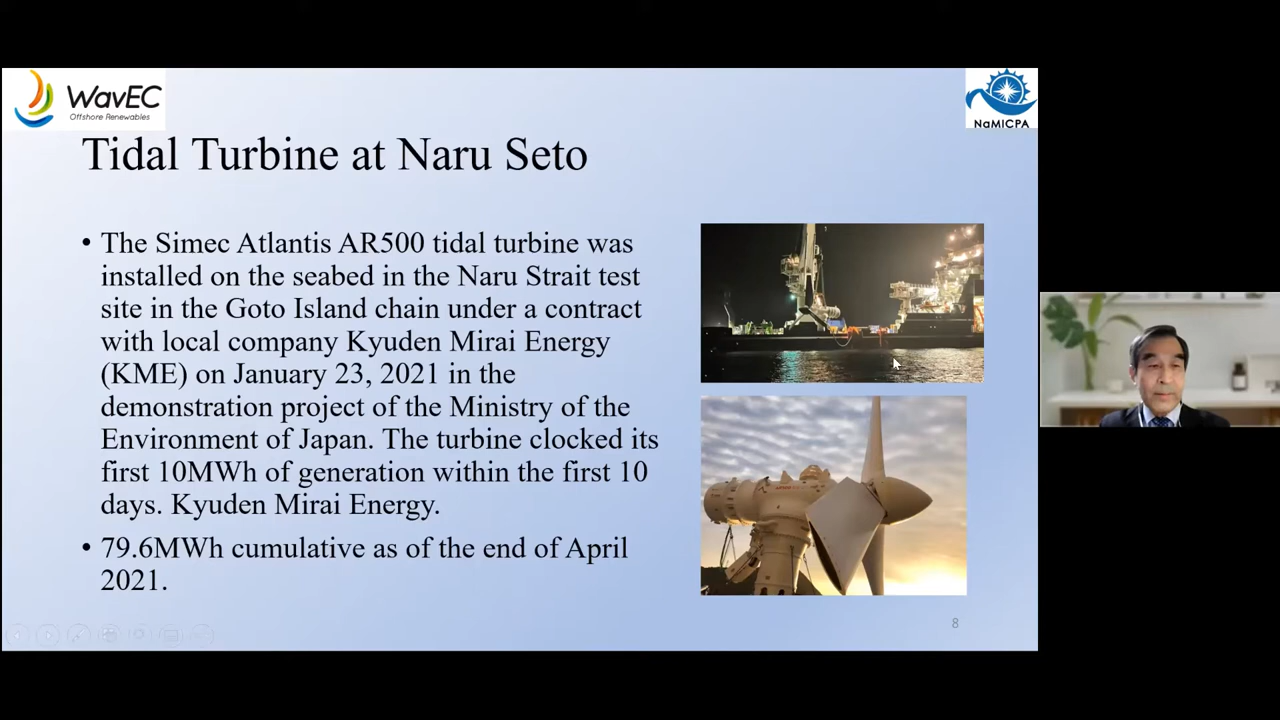 WavEC
Offshore Renewables
NaMICPA
Tidal Turbine at Naru Seto
• The Simec Atlantis AR500 tidal turbine was
installed on the seabed in the Naru Strait test
site in the Goto Island chain under a contract
with local company Kyuden Mirai Energy
(KME) on January 23, 2021 in the
demonstration project of the Ministry of the
Environment of Japan. The turbine clocked its
first 10MWh of generation within the first 10
days. Kyuden Mirai Energy.
• 79.6MWh cumulative as of the end of April
2021.
8